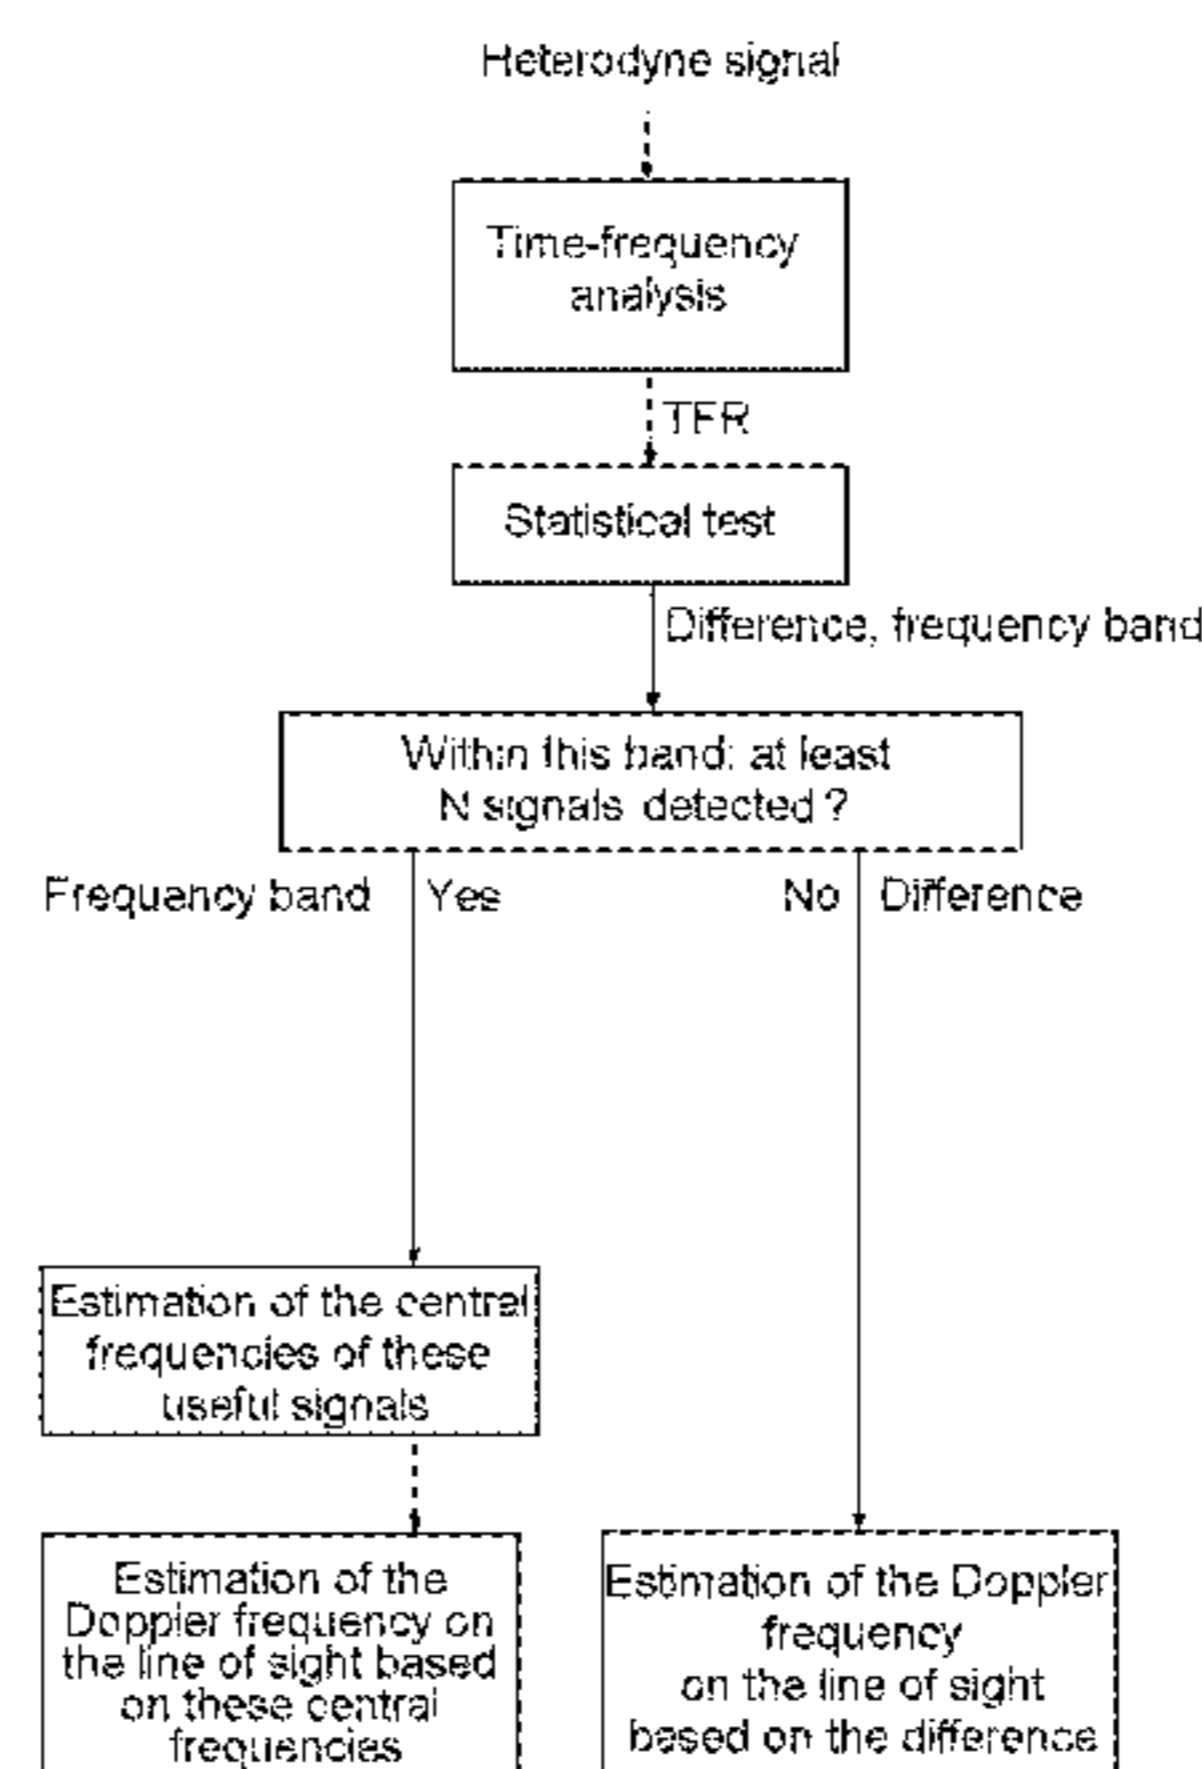 Heterodyne signal
Time-frequency
analysis
TFR
Statistical test
Difference, frequency band
Within this band: at least
N signals detected ?
Frequency band
Yes
No
Difference
Estimation of the central
frequencies of these
useful signals
Estimation of the
Doppler frequency on
the line of sight based
on these central
frequencies
Estimation of the Doppler
frequency
on the line of sight
based on the difference